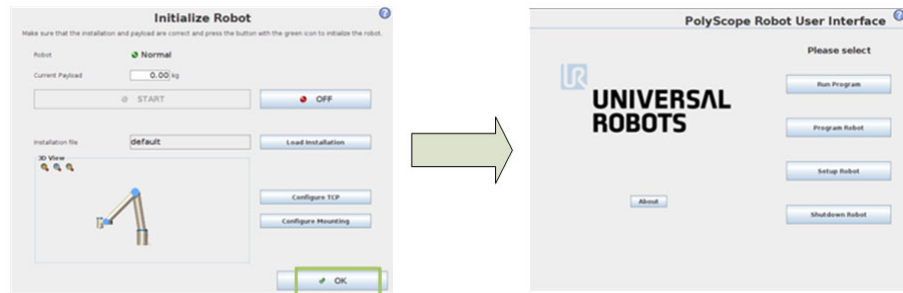 Initialize Robot
Make sure that the installation and payload are correct and press the button with the green icon to initialize the robot.
Robot
Normal
Current Payload
0.00 kg
START
OFF
Installation file
default
Load Installation
3D View
Configure TCP
Configure Mounting
OK
PolyScope Robot User Interface
Please select
UR
UNIVERSAL
ROBOTS
Run Program
Program Robot
Setup Robot
About
Shutdown Robot
?
?